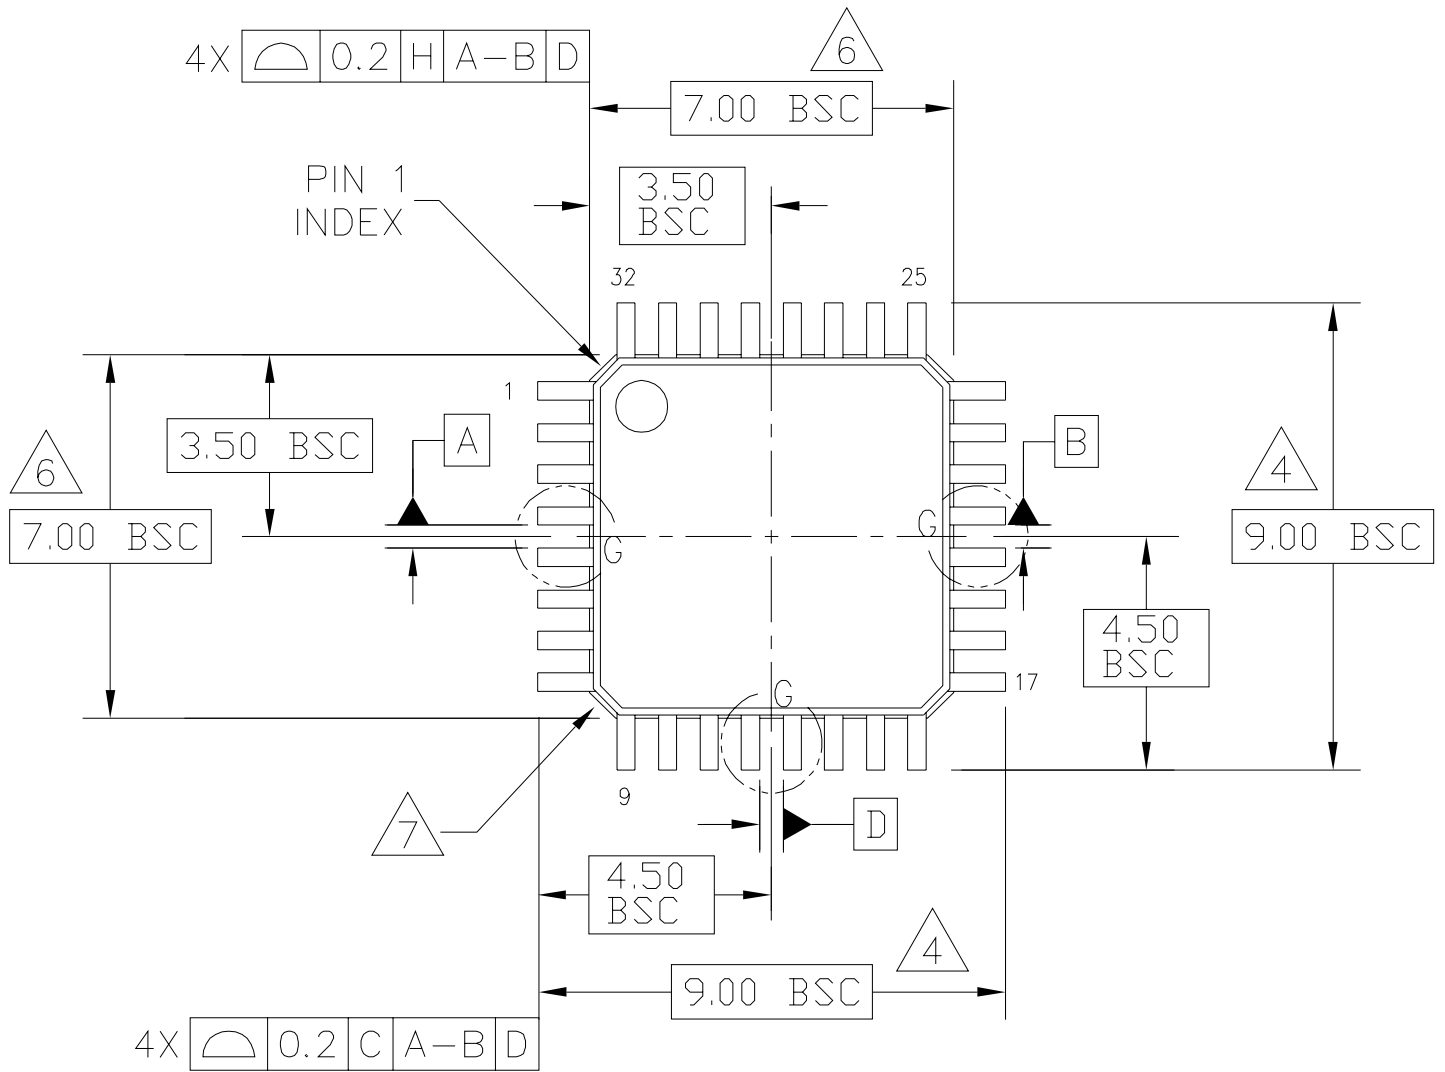 6
4X 0.2 H A-B D
7.00 BSC
PIN 1
INDEX
3.50
BSC
32 25
1
A
B
3.50 BSC
6
4
7.00 BSC
9.00 BSC
G
G
4.50
BSC
17
G
9
D
7
4.50
BSC
4
9.00 BSC
4X 0.2 C A-B D